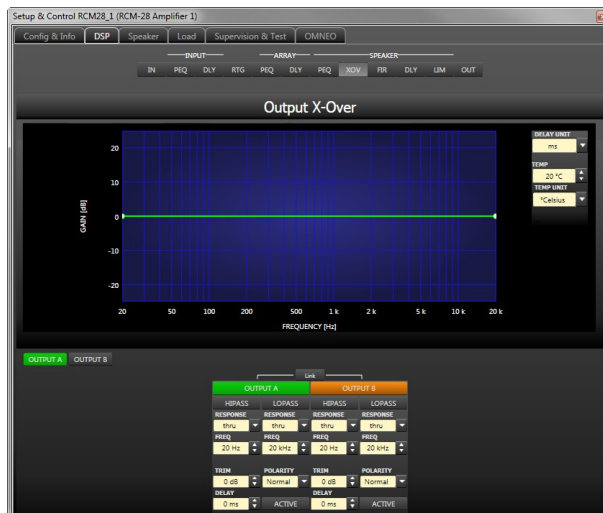 Setup & Control RCM28_1 (RCM-28 Amplifier 1)
Config & Info DSP Speaker Load Supervision & Test OMNEO
INPUT ARRAY SPEAKER
IN PEQ DLY RTG PEQ DLY PEQ XOV FIR DLY LIM OUT
Output X-Over
DELAY UNIT
ms
TEMP
20 °C
TEMP UNIT
°Celsius
GAIN [dB]
20
10
0
-10
-20
20 50 100 200 500 1 k 2 k 5 k 10 k 20 k
FREQUENCY [Hz]
OUTPUT A OUTPUT B
Link
OUTPUT A OUTPUT B
HIPASS LOPASS HIPASS LOPASS
RESPONSE RESPONSE RESPONSE RESPONSE
thru thru thru thru
FREQ FREQ FREQ FREQ
20 Hz 20 kHz 20 Hz 20 kHz
TRIM POLARITY TRIM POLARITY
0 dB Normal 0 dB Normal
DELAY DELAY
0 ms ACTIVE 0 ms ACTIVE